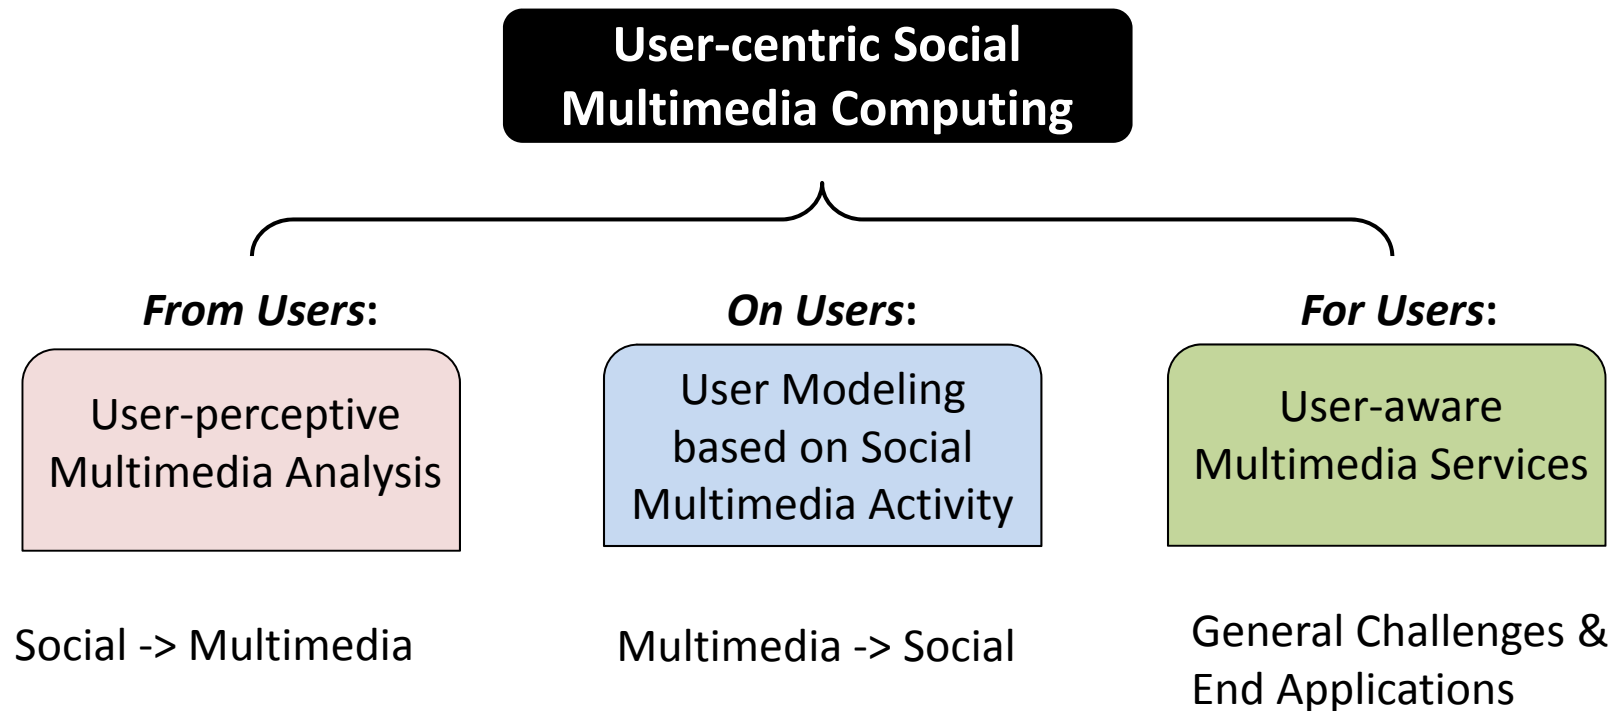 User-centric Social
Multimedia Computing
From Users:
User-perceptive
Multimedia Analysis
Social -> Multimedia
On Users:
User Modeling
based on Social
Multimedia Activity
Multimedia -> Social
For Users:
User-aware
Multimedia Services
General Challenges &
End Applications